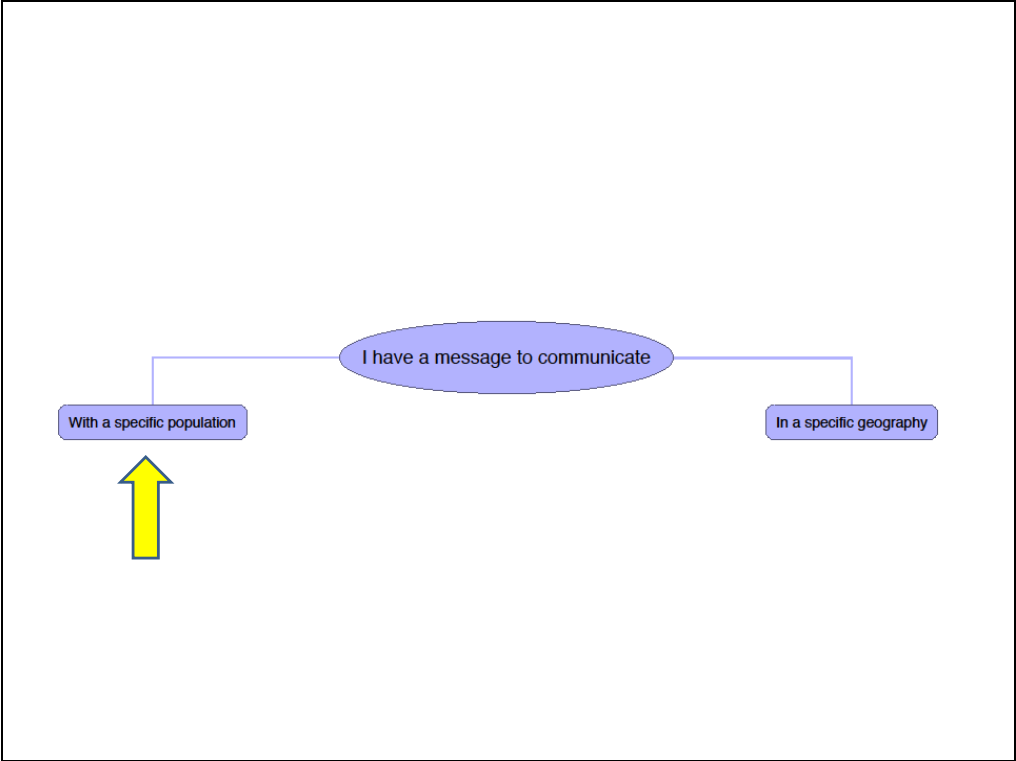 I have a message to communicate
With a specific population
In a specific geography